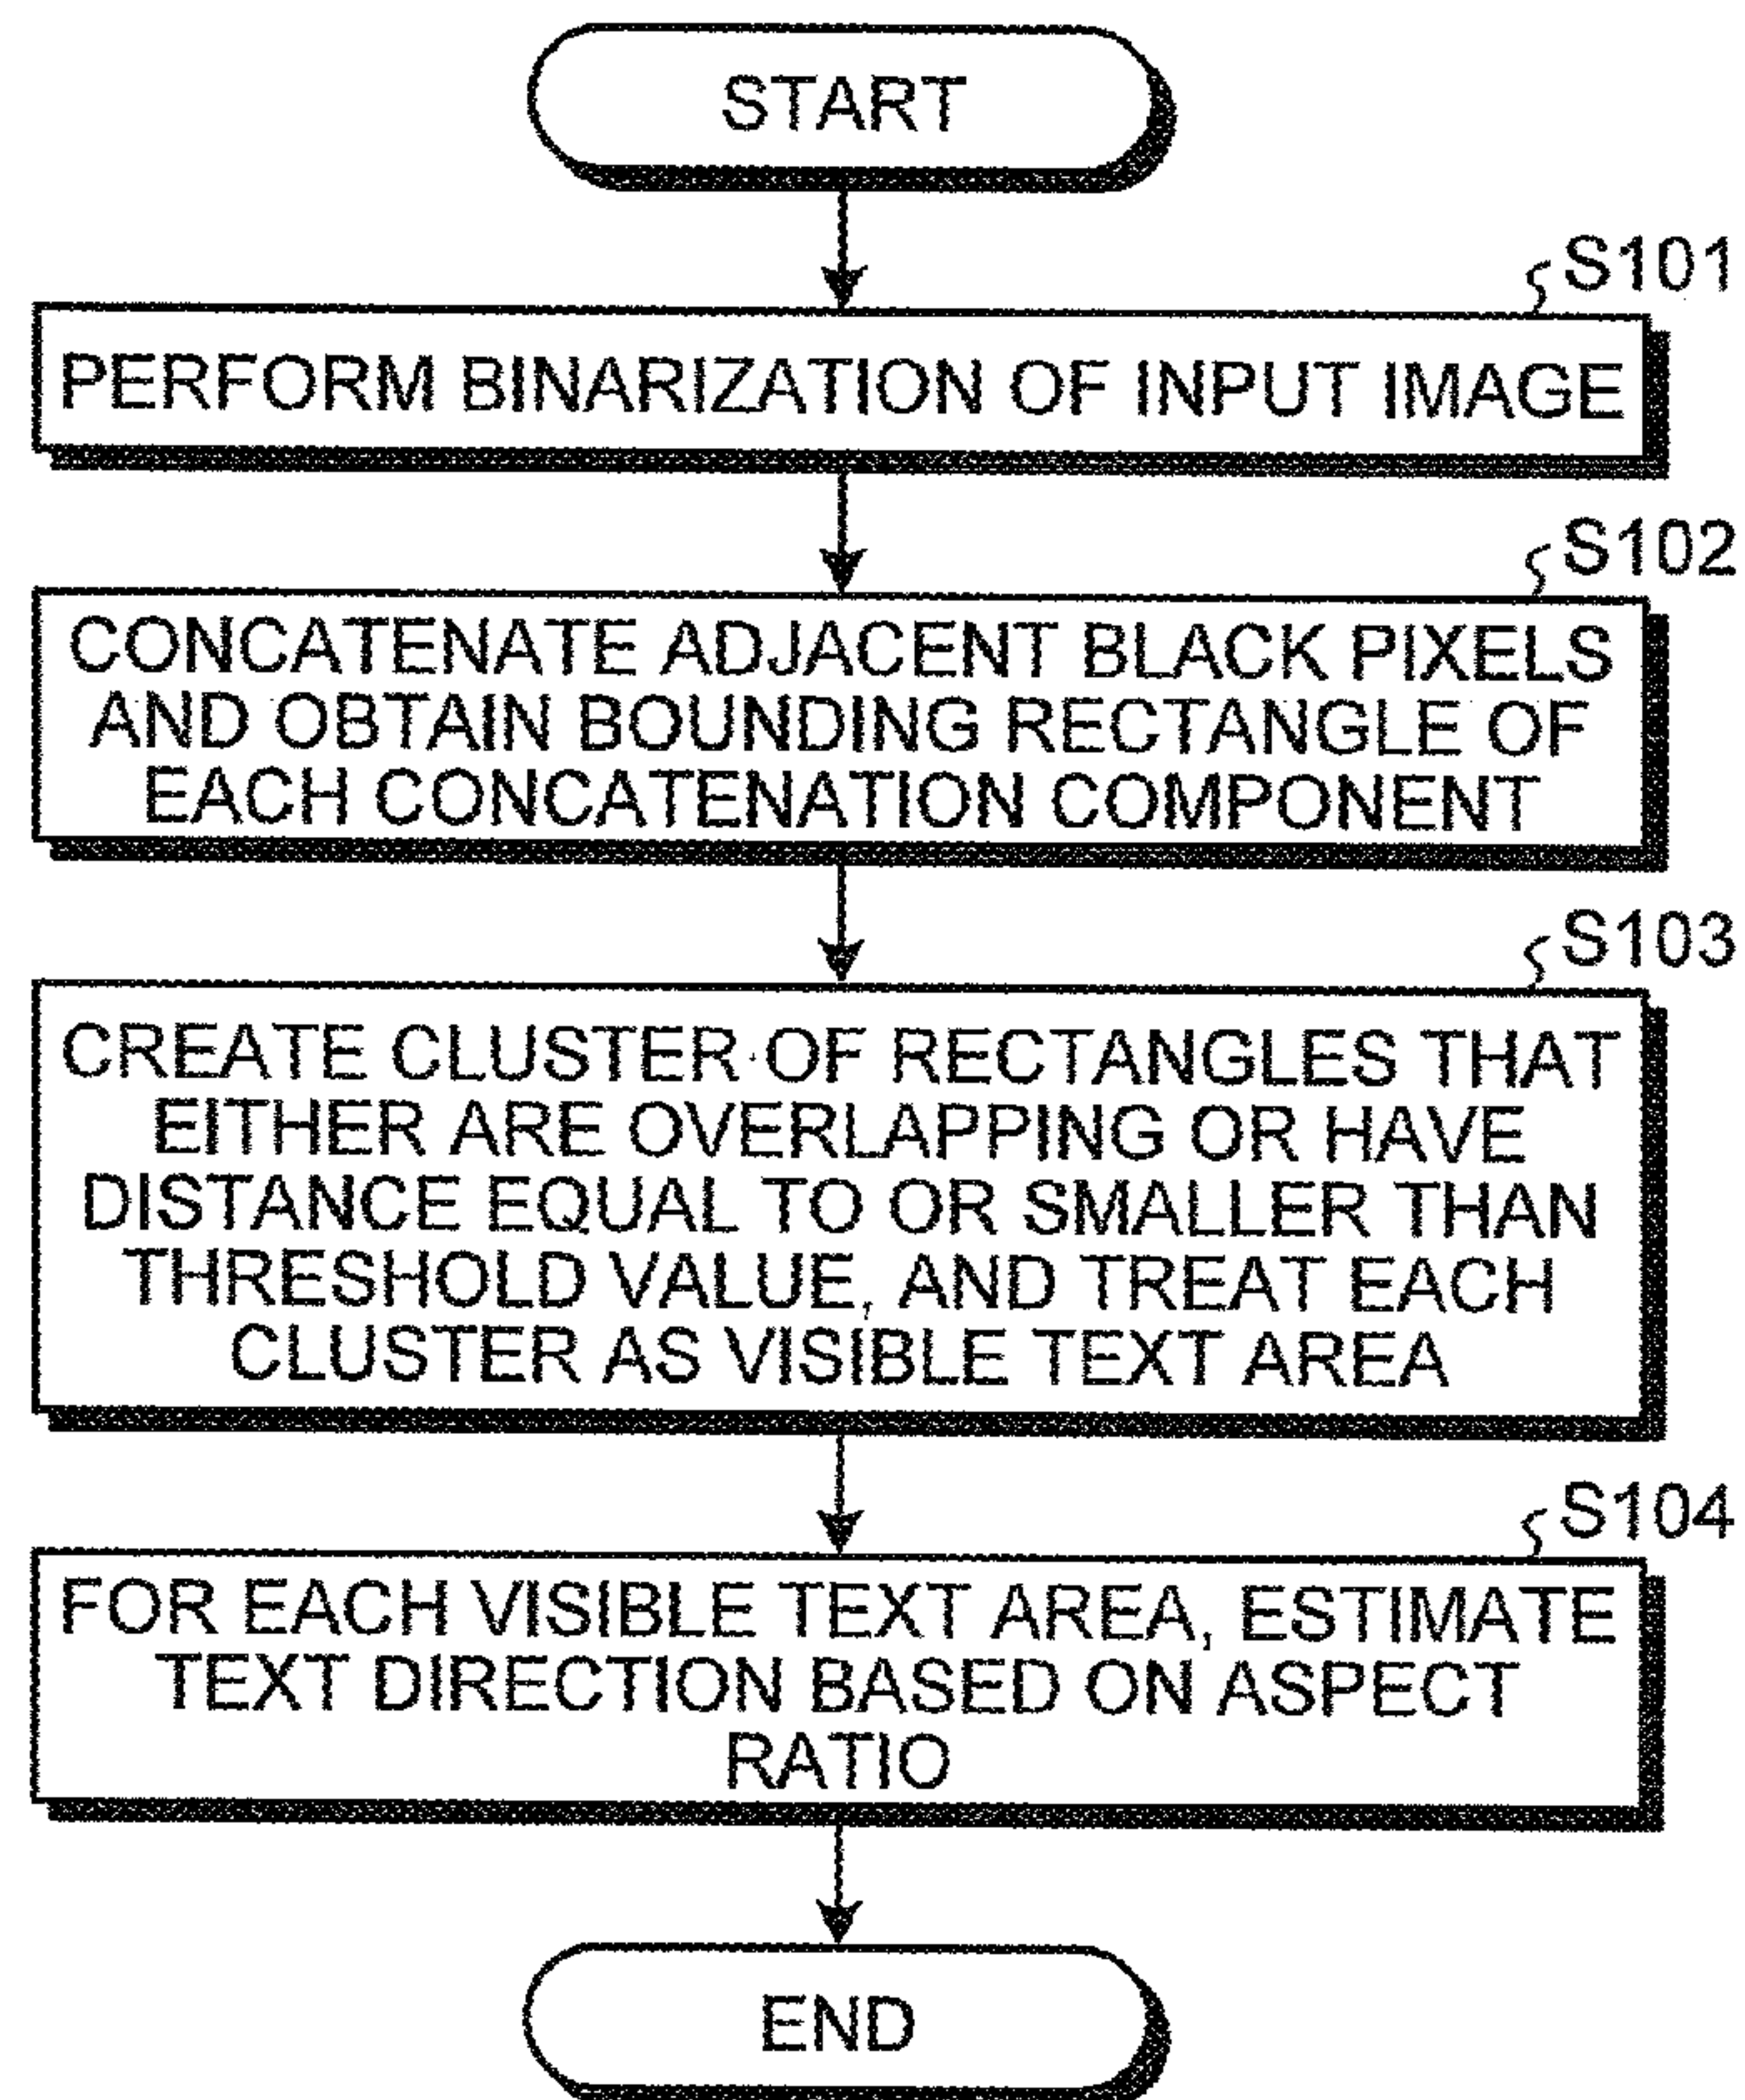 START
S101
PERFORM BINARIZATION OF INPUT IMAGE
S102
CONCATENATE ADJACENT BLACK PIXELS
AND OBTAIN BOUNDING RECTANGLE OF
EACH CONCATENATION COMPONENT
S103
CREATE CLUSTER OF RECTANGLES THAT
EITHER ARE OVERLAPPING OR HAVE
DISTANCE EQUAL TO OR SMALLER THAN
THRESHOLD VALUE, AND TREAT EACH
CLUSTER AS VISIBLE TEXT AREA
S104
FOR EACH VISIBLE TEXT AREA, ESTIMATE
TEXT DIRECTION BASED ON ASPECT
RATIO
END